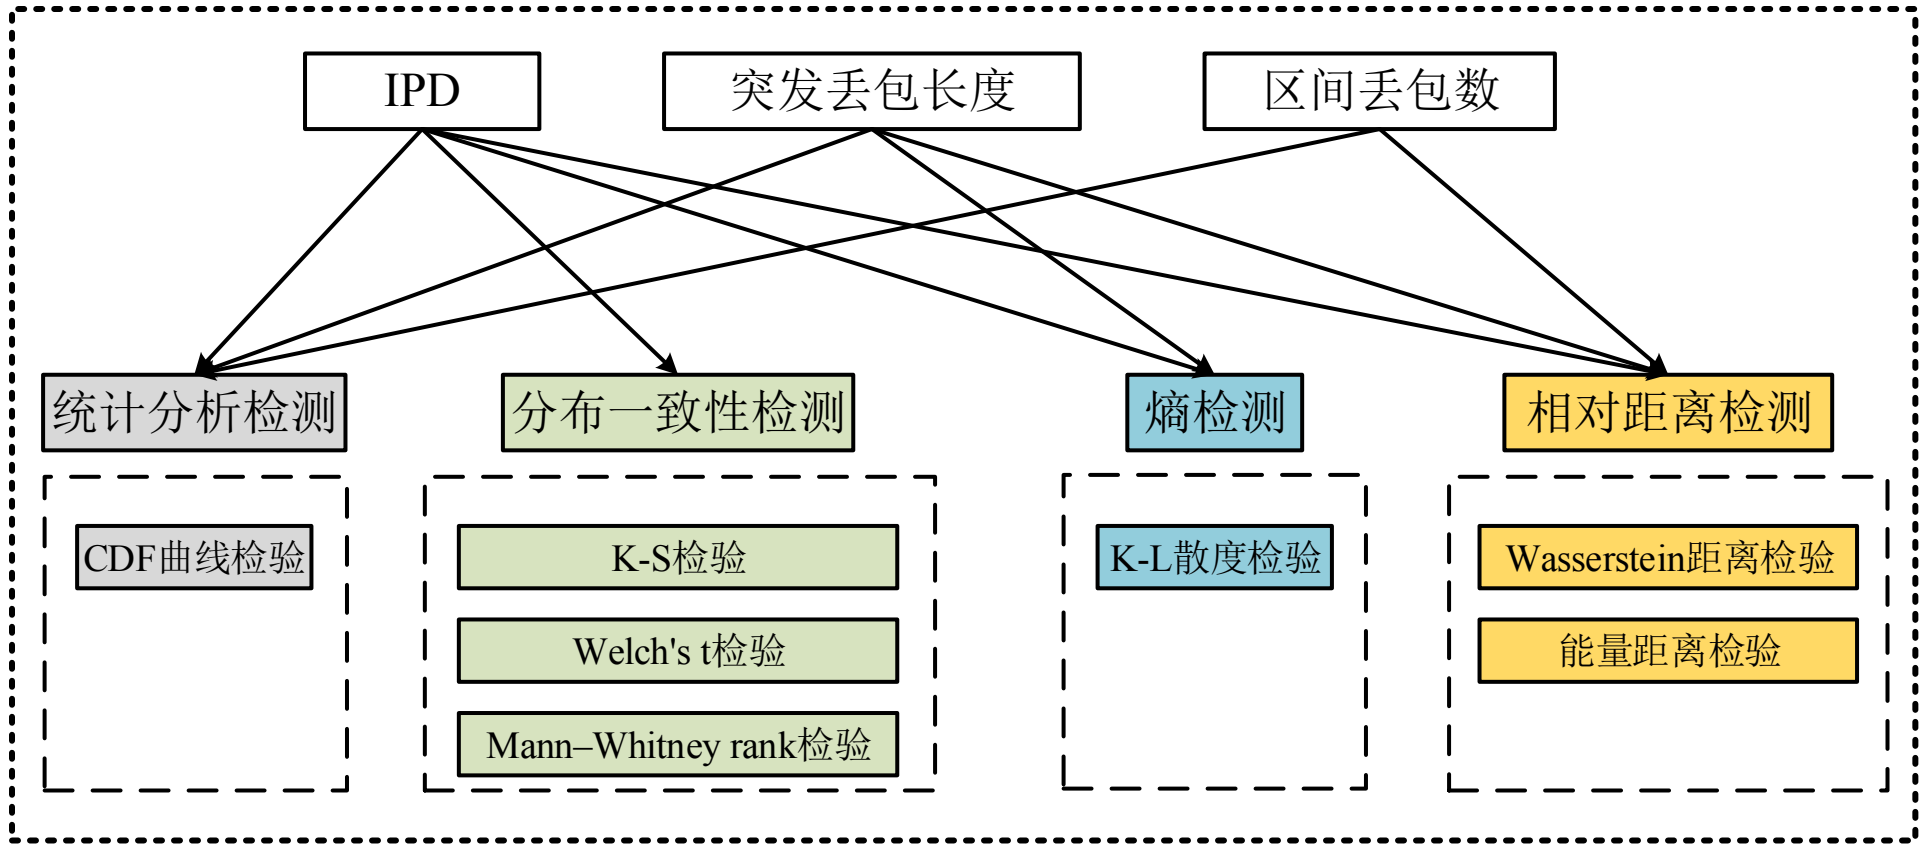 IPD
突发丢包长度
区间丢包数
统计分析检测
分布一致性检测
熵检测
相对距离检测
CDF曲线检验
K-S检验
K-L散度检验
Wasserstein距离检验
Welch's t检验
能量距离检验
Mann–Whitney rank检验